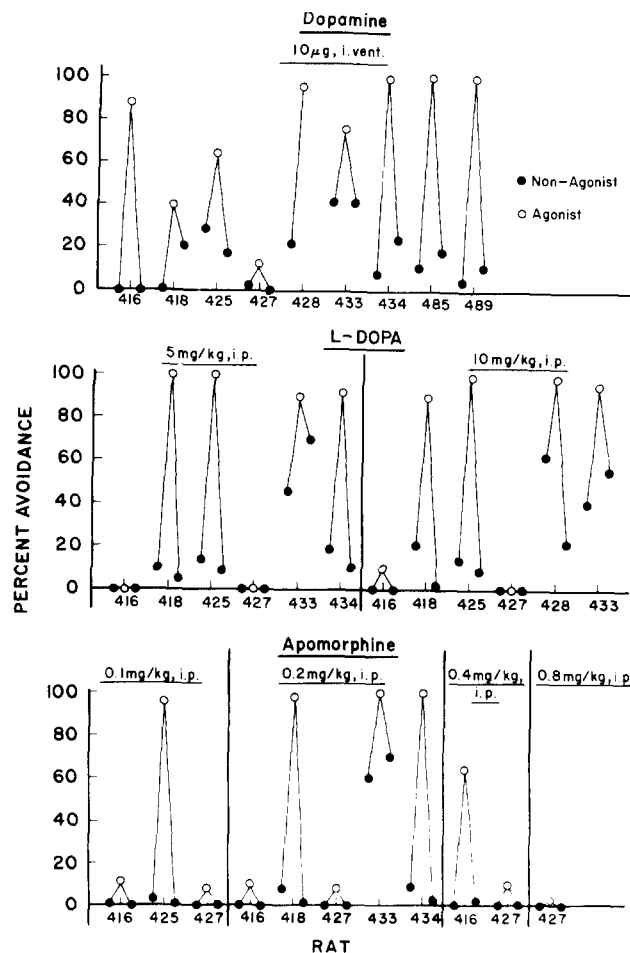 Dopamine
10μg, i.vent.
100
80
60
40
20
0
● Non-Agonist
○ Agonist
416 418 425 427 428 433 434 485 489
L-DOPA
5mg/kg, i.p. 10mg/kg, i.p.
100
80
60
40
20
0
416 418 425 427 433 434 416 418 425 427 428 433
PERCENT AVOIDANCE
Apomorphine
0.1mg/kg, i.p. 0.2mg/kg, i.p. 0.4mg/kg, 0.8mg/kg, i.p
i.p.
100
80
60
40
20
0
416 425 427 416 418 427 433 434 416 427 427
RAT